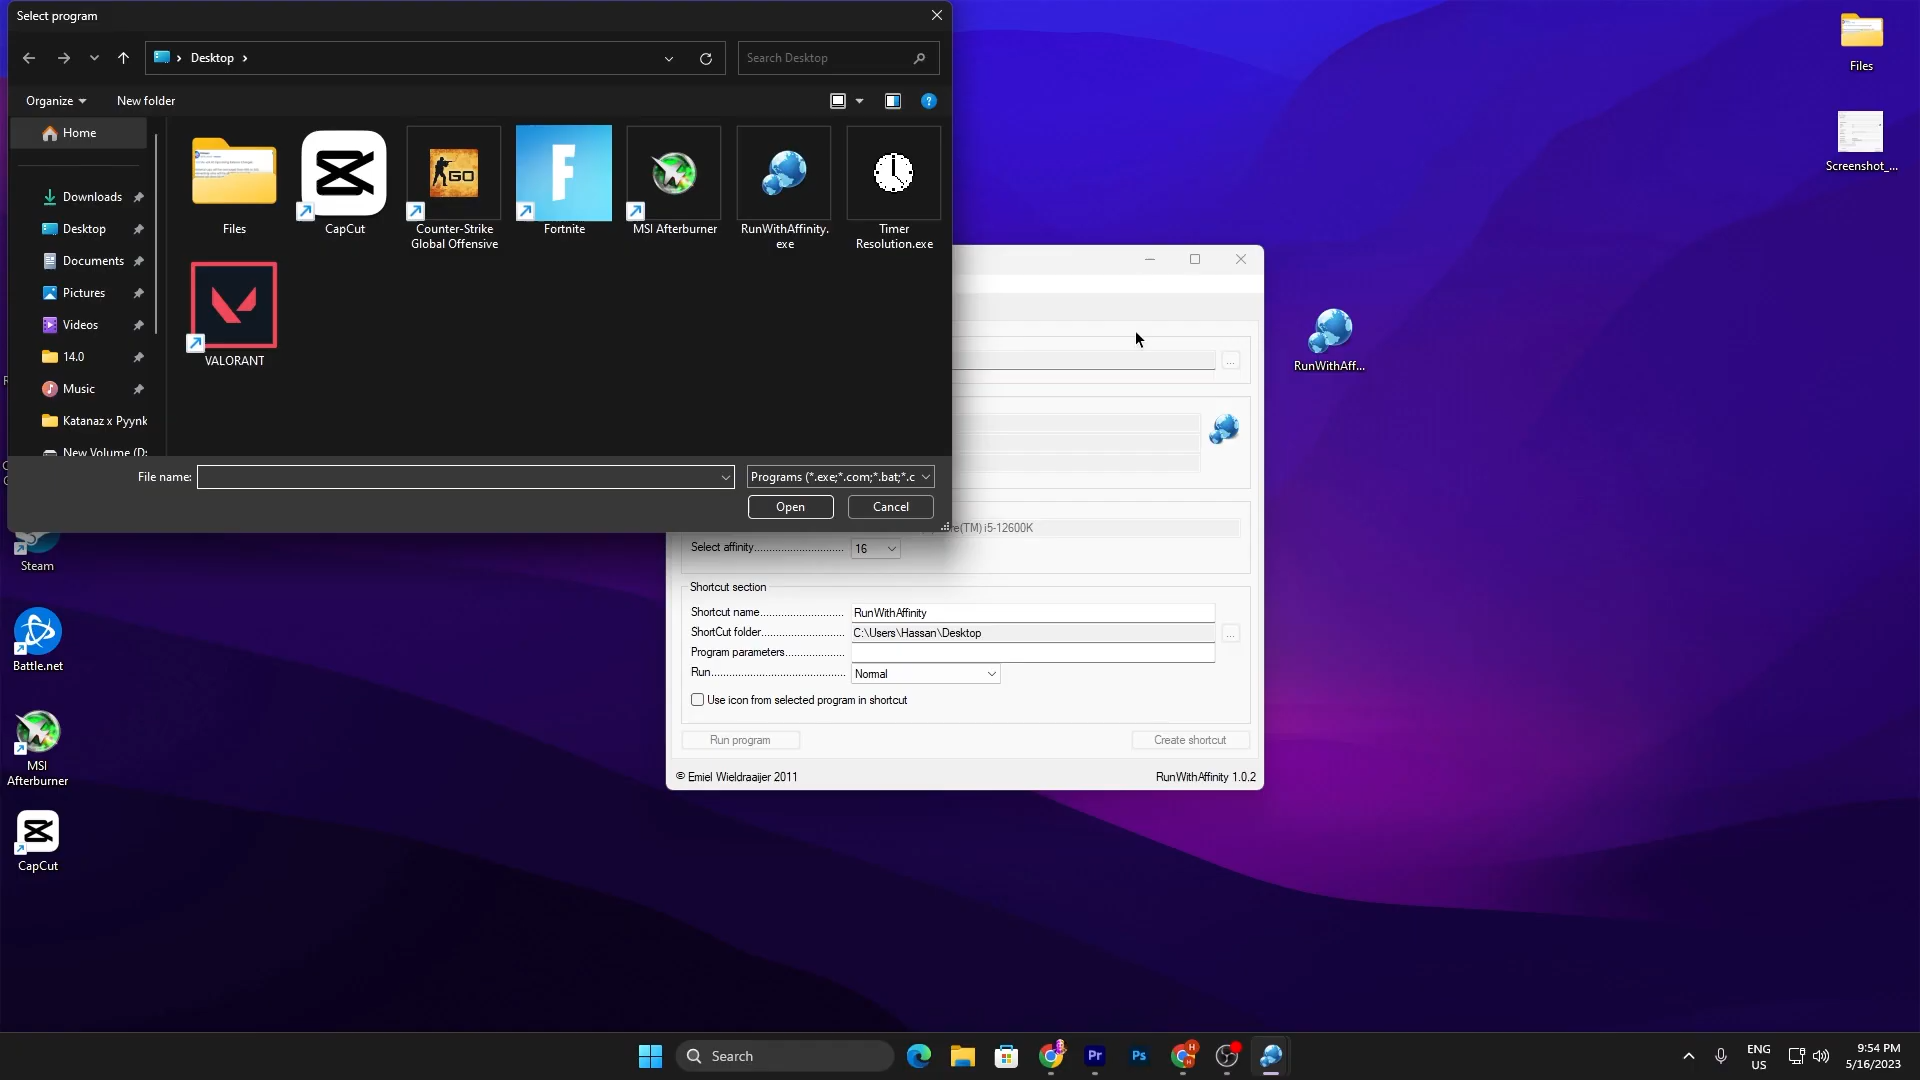 Select program
Desktop
Search Desktop
Organize
New folder
Home
Downloads
Desktop
Documents
Pictures
Videos
14.0
Music
Katanaz x Pyynk
New Volume (D:
Files
CapCut
Counter-Strike
Global Offensive
GO
Fortnite
F
MSI Afterburner
RunWithAffinity.
exe
Timer
Resolution.exe
VALORANT
File name:
Programs (*.exe;*.com;*.bat;*.c
Open
Cancel
...
i5-12600K
Select affinity
16
Shortcut section
Shortcut name
RunWithAffinity
ShortCut folder
C:\Users\Hassan\Desktop
...
Program parameters
Run
Normal
Use icon from selected program in shortcut
Run program
Create shortcut
© Emiel Wieldraaijer 2011
RunWithAffinity 1.0.2
Files
Screenshot_...
RunWithAff...
Steam
Battle.net
MSI
Afterburner
CapCut
Search
Pr
Ps
H
ENG
US
9:54 PM
5/16/2023